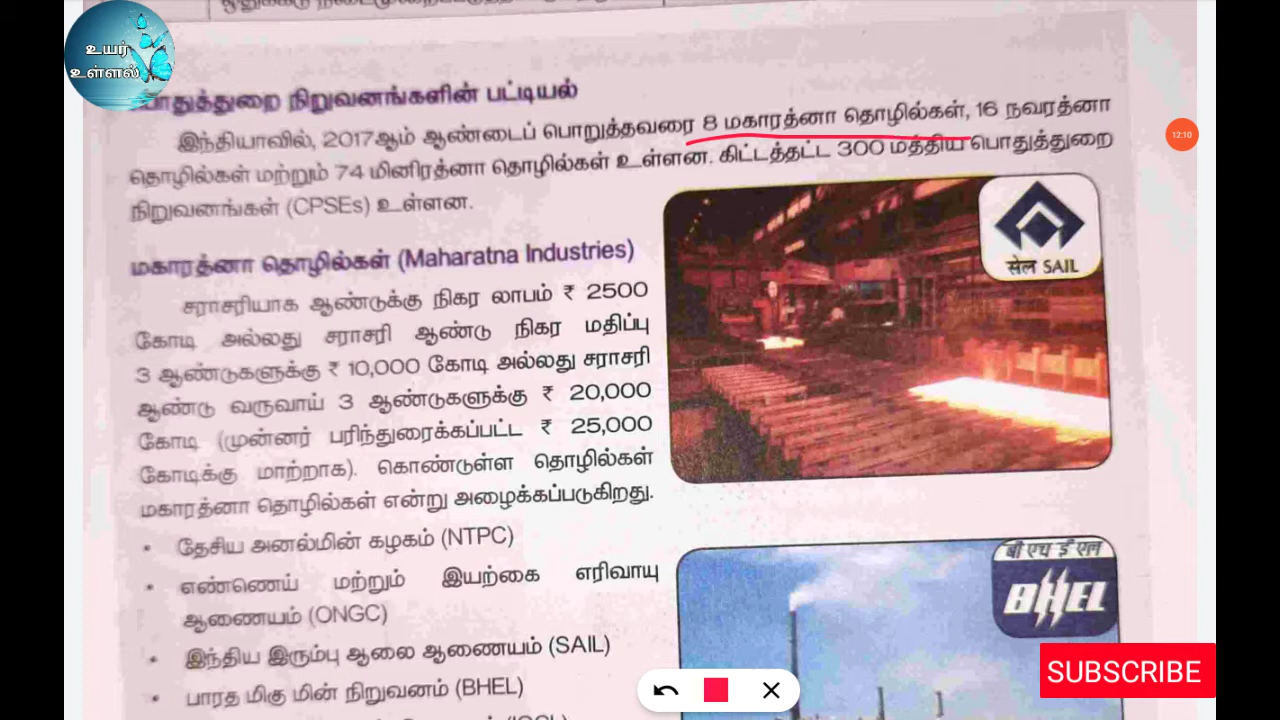 உயர்
உள்ளல்
பொதுத்துறை நிறுவனங்களின் பட்டியல்
இந்தியாவில், 2017ஆம் ஆண்டைப் பொறுத்தவரை 8 மகாரத்னா தொழில்கள், 16 நவரத்னா
தொழில்கள் மற்றும் 74 மினிரத்னா தொழில்கள் உள்ளன. கிட்டத்தட்ட 300 மத்திய பொதுத்துறை
நிறுவனங்கள் (CPSEs) உள்ளன.
மகாரத்னா தொழில்கள் (Maharatna Industries)
சராசரியாக ஆண்டுக்கு நிகர லாபம் ₹ 2500
கோடி அல்லது சராசரி ஆண்டு நிகர மதிப்பு
3 ஆண்டுகளுக்கு ₹ 10,000 கோடி அல்லது சராசரி
ஆண்டு வருவாய் 3 ஆண்டுகளுக்கு ₹ 20,000
கோடி (முன்னர் பரிந்துரைக்கப்பட்ட ₹ 25,000
கோடிக்கு மாற்றாக). கொண்டுள்ள தொழில்கள்
மகாரத்னா தொழில்கள் என்று அழைக்கப்படுகிறது.
• தேசிய அனல்மின் கழகம் (NTPC)
• எண்ணெய் மற்றும் இயற்கை எரிவாயு
ஆணையம் (ONGC)
• இந்திய இரும்பு ஆலை ஆணையம் (SAIL)
• பாரத மிகு மின் நிறுவனம் (BHEL)
सेल SAIL
बी एच ई एल
BHEL
12:10
SUBSCRIBE